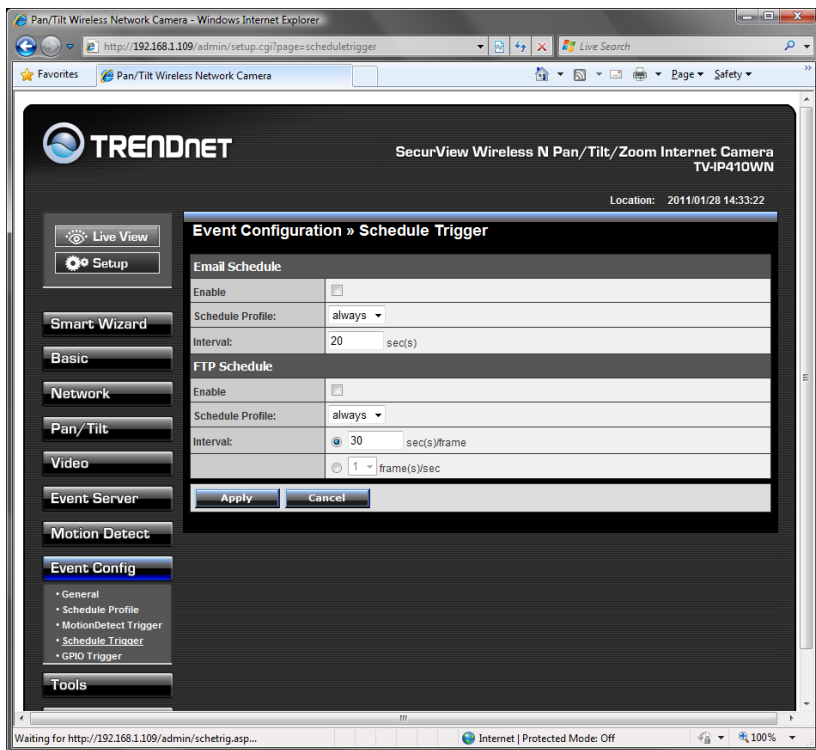 Pan/Tilt Wireless Network Camera - Windows Internet Explorer
http://192.168.1.109/admin/setup.cgi?page=scheduletrigger
Live Search
Favorites
Pan/Tilt Wireless Network Camera
Page
Safety
TRENDNET
SecurView Wireless N Pan/Tilt/Zoom Internet Camera
TV-IP410WN
Location: 2011/01/28 14:33:22
Live View
Setup
Smart Wizard
Basic
Network
Pan/Tilt
Video
Event Server
Motion Detect
Event Config
• General
• Schedule Profile
• MotionDetect Trigger
• Schedule Trigger
• GPIO Trigger
Tools
Event Configuration » Schedule Trigger
Email Schedule
Enable
Schedule Profile: always
Interval: 20 sec(s)
FTP Schedule
Enable
Schedule Profile: always
Interval: 30 sec(s)/frame
1 frame(s)/sec
Apply Cancel
Waiting for http://192.168.1.109/admin/schetrig.asp... Internet | Protected Mode: Off 100%